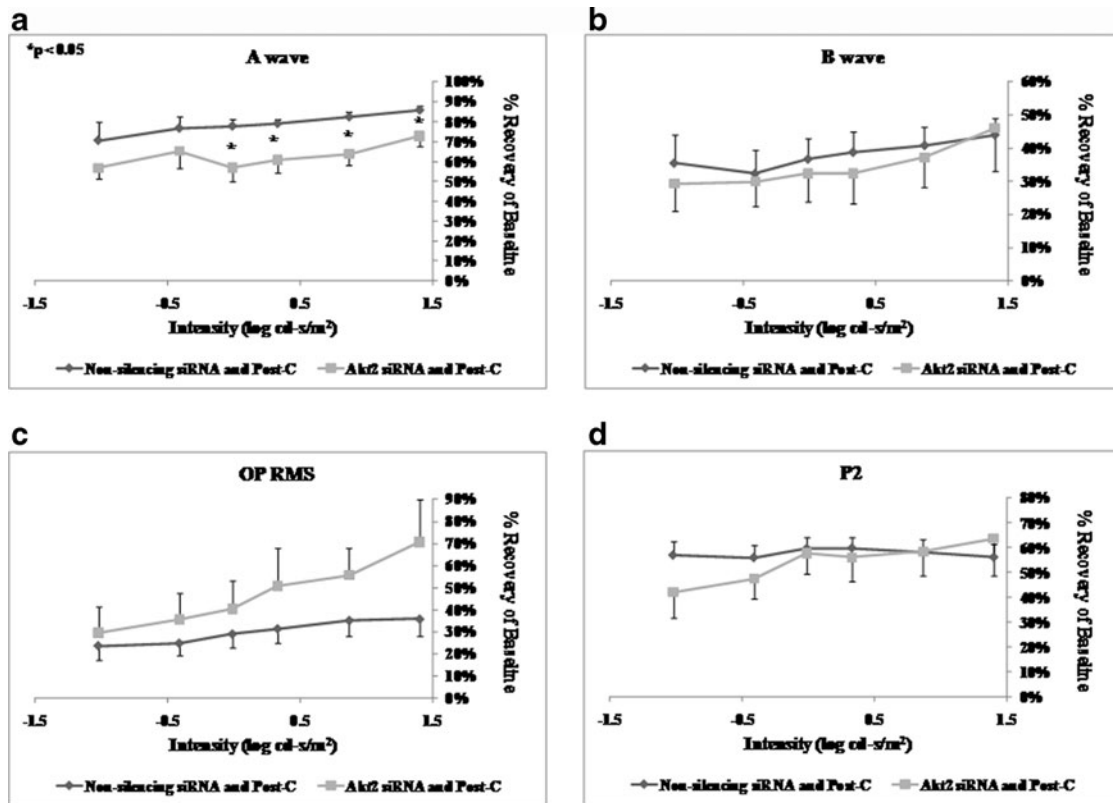 a
*p<0.05
A wave
100%
90%
80%
70%
60%
50%
40%
30%
20%
10%
0%
% Recovery of Baseline
* * * *
-1.5 -0.5 0.5 1.5
Intensity (log cd-s/m²)
Non-silencing siRNA and Post-C Akt2 siRNA and Post-C
b
B wave
60%
50%
40%
30%
20%
10%
0%
% Recovery of Baseline
-1.5 -0.5 0.5 1.5
Intensity (log cd-s/m²)
Non-silencing siRNA and Post-C Akt2 siRNA and Post-C
c
OP RMS
90%
80%
70%
60%
50%
40%
30%
20%
10%
0%
% Recovery of Baseline
-1.5 -0.5 0.5 1.5
Intensity (log cd-s/m²)
Non-silencing siRNA and Post-C Akt2 siRNA and Post-C
d
P2
80%
70%
60%
50%
40%
30%
20%
10%
0%
% Recovery of Baseline
-1.5 -0.5 0.5 1.5
Intensity (log cd-s/m²)
Non-silencing siRNA and Post-C Akt2 siRNA and Post-C